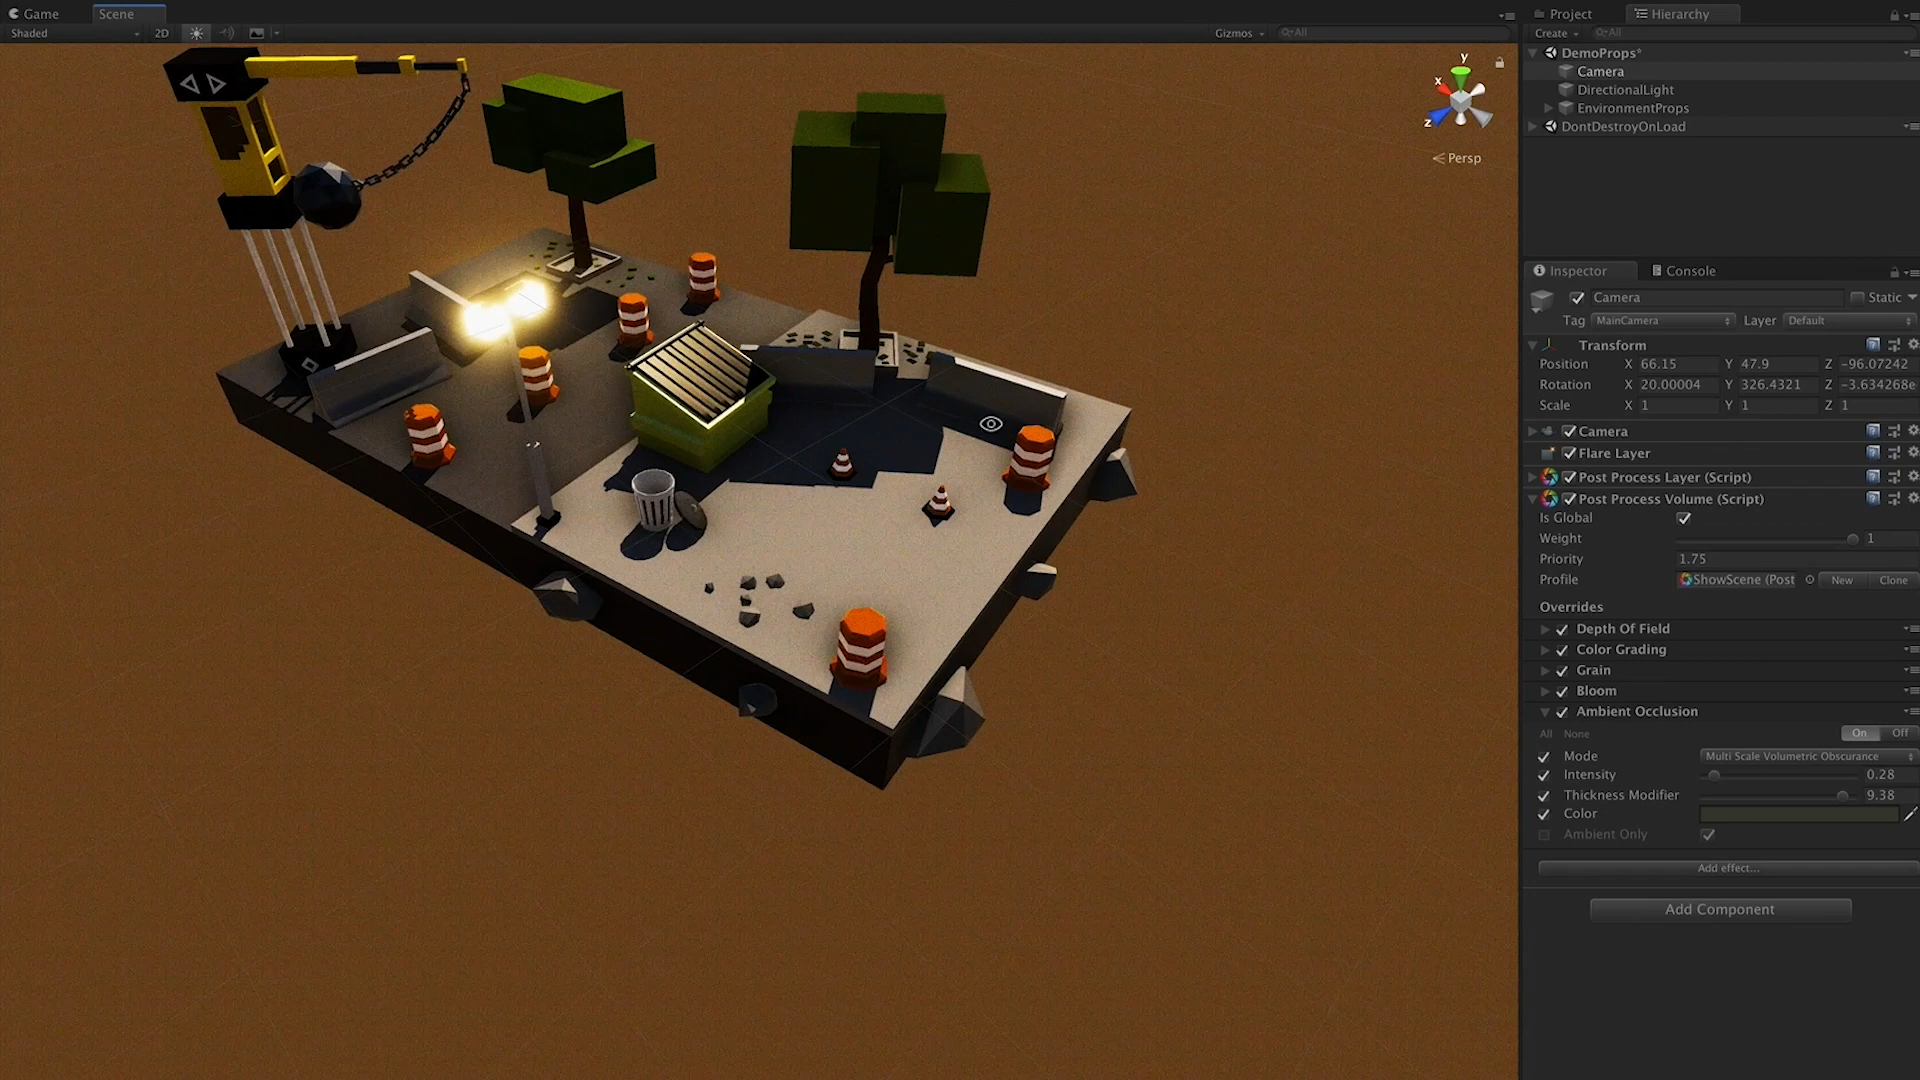 Game
Scene
Shaded
2D
Gizmos
All
y
x
z
Persp
Project
Hierarchy
Create
All
DemoProps*
Camera
DirectionalLight
EnvironmentProps
DontDestroyOnLoad
Inspector
Console
Camera
Static
Tag MainCamera Layer Default
Transform
Position X 66.15 Y 47.9 Z -96.07242
Rotation X 20.00004 Y 326.4321 Z -3.634268e
Scale X 1 Y 1 Z 1
Camera
Flare Layer
Post Process Layer (Script)
Post Process Volume (Script)
Is Global
Weight 1
Priority 1.75
Profile ShowScene (Post New Clone
Overrides
Depth Of Field
Color Grading
Grain
Bloom
Ambient Occlusion
All None On Off
Mode Multi Scale Volumetric Obscurance
Intensity 0.28
Thickness Modifier 9.38
Color
Ambient Only
Add effect...
Add Component